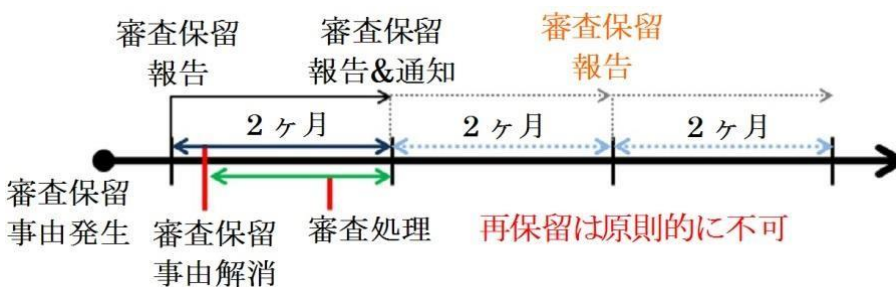 審査保留
報告
審査保留
報告&通知
審査保留
報告
2ヶ月
2ヶ月
2ヶ月
審査保留
事由発生
審査保留
事由解消
審査処理
再保留は原則的に不可